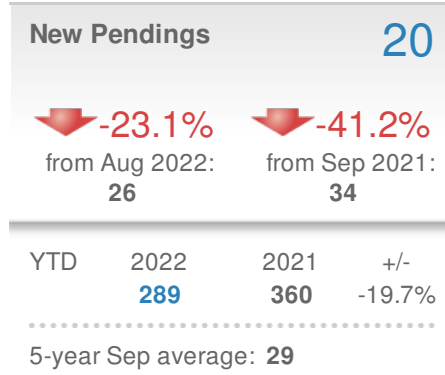 New Pendings 20
-23.1% -41.2%
from Aug 2022: from Sep 2021:
26 34
YTD 2022 2021 +/-
289 360 -19.7%
5-year Sep average: 29